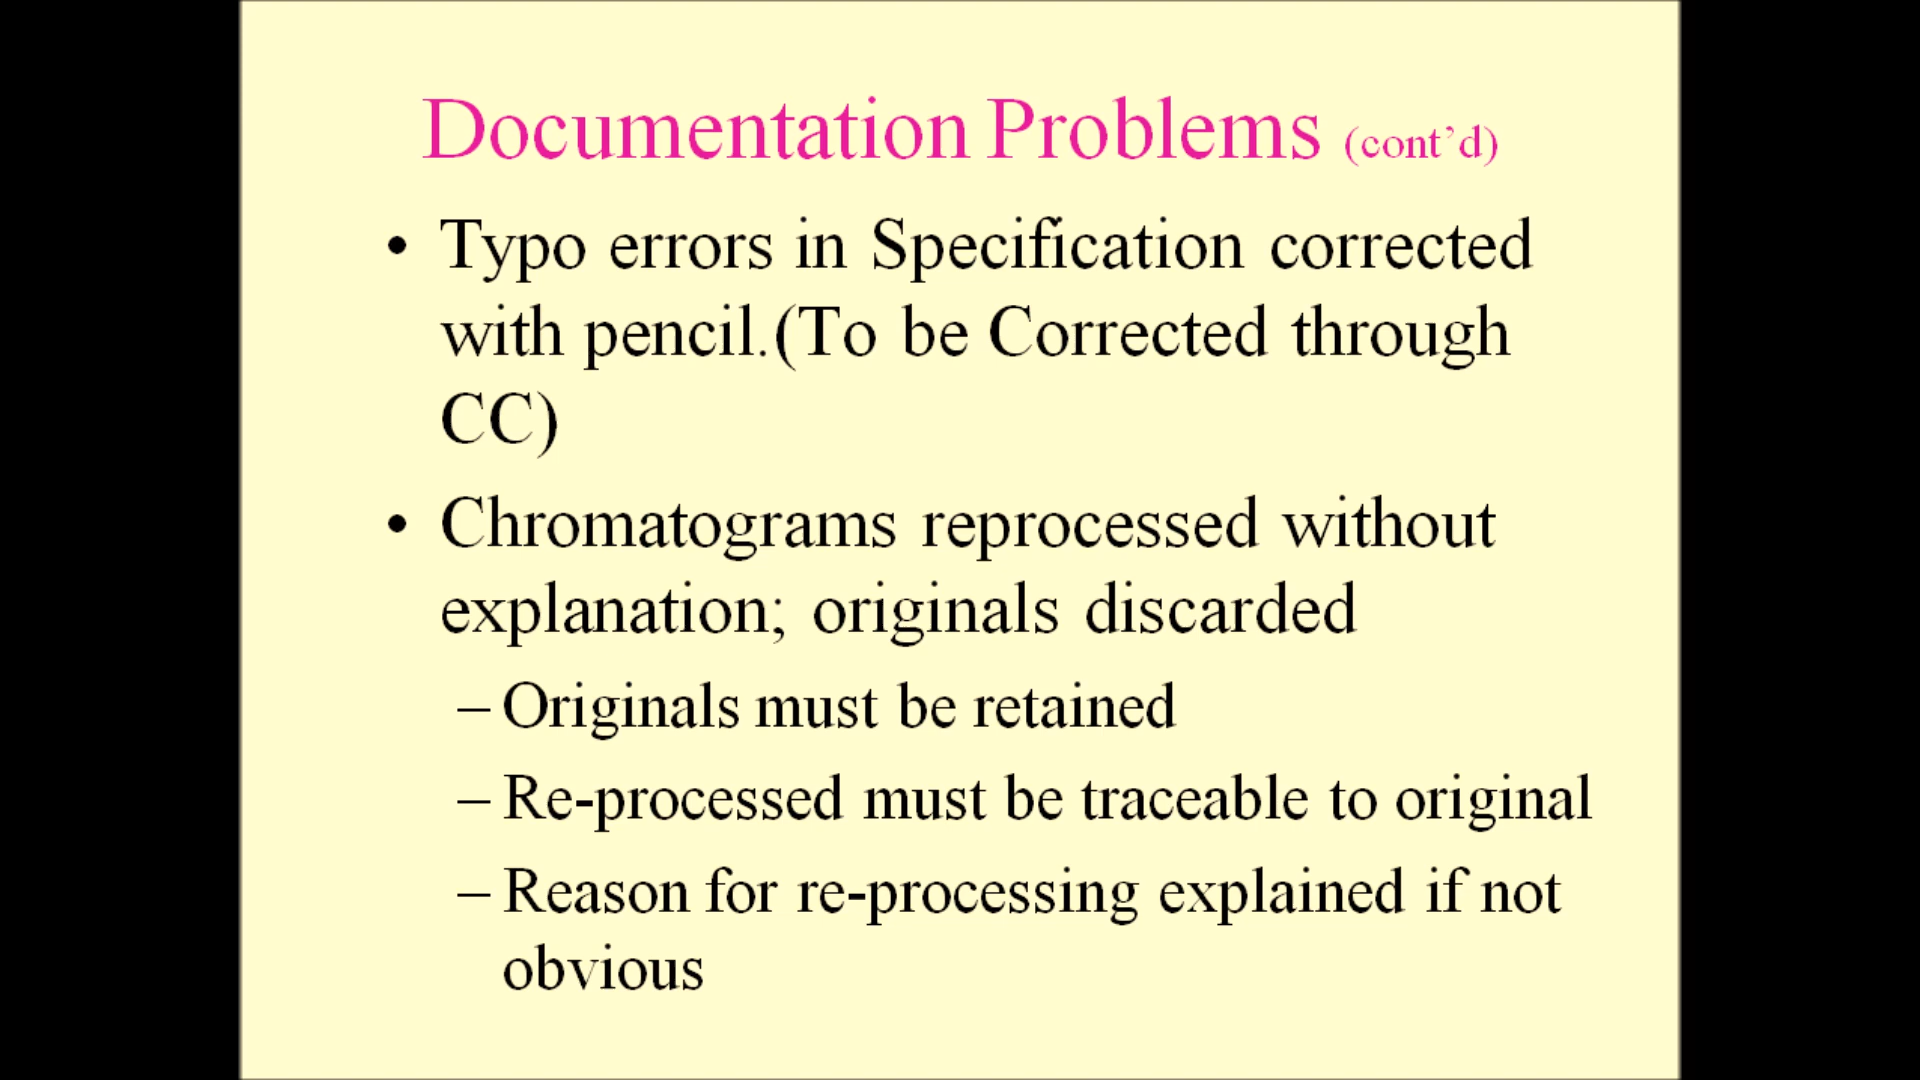 Documentation Problems (cont’d)
• Typo errors in Specification corrected
with pencil.(To be Corrected through
CC)
• Chromatograms reprocessed without
explanation; originals discarded
– Originals must be retained
– Re-processed must be traceable to original
– Reason for re-processing explained if not
obvious